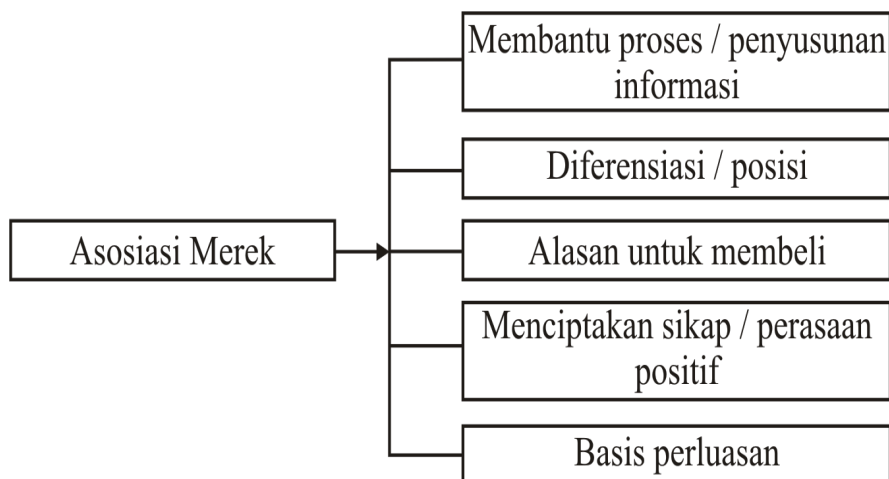 Membantu proses / penyusunan
informasi
Diferensiasi / posisi
Asosiasi Merek
Alasan untuk membeli
Menciptakan sikap / perasaan
positif
Basis perluasan